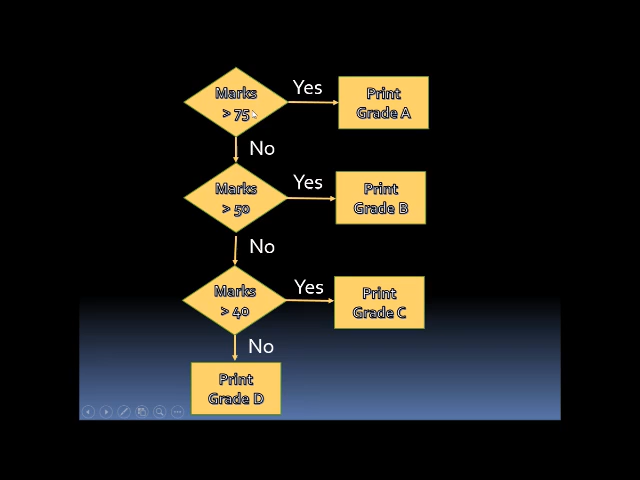 Marks
> 75
Yes
Print
Grade A
No
Marks
> 50
Yes
Print
Grade B
No
Marks
> 40
Yes
Print
Grade C
No
Print
Grade D